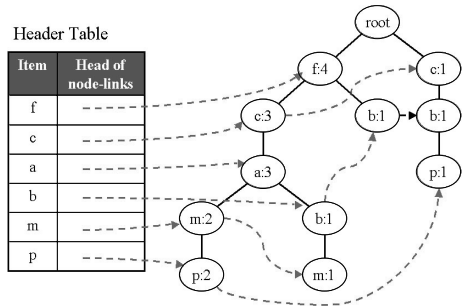 Header Table
Item
Head of
node-links
f
c
a
b
m
p
root
f:4
c:1
c:3
b:1
b:1
a:3
p:1
m:2
b:1
p:2
m:1